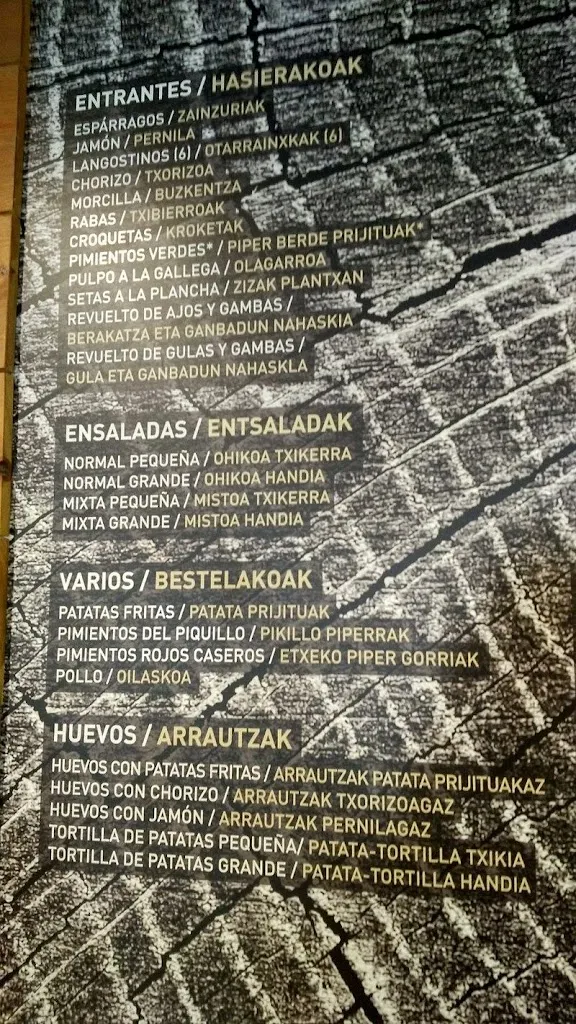 ENTRANTES / HASIERAKOAK
ESPÁRRAGOS / ZAINZURIAK
JAMÓN / PERNILA
LANGOSTINOS (6) / OTARRAINXKAK (6)
CHORIZO / TXORIZOA
MORCILLA / BUZKENTZA
RABAS / TXIBIERROAK
CROQUETAS / KROKETAK
PIMIENTOS VERDES* / PIPER BERDE PRIJITUAK*
PULPO A LA GALLEGA / OLAGARROA
SETAS A LA PLANCHA / ZIZAK PLANTXAN
REVUELTO DE AJOS Y GAMBAS /
BERAKATZA ETA GANBADUN NAHASKIA
REVUELTO DE GULAS Y GAMBAS /
GULA ETA GANBADUN NAHASKLA
ENSALADAS / ENTSALADAK
NORMAL PEQUEÑA / OHIKOA TXIKERRA
NORMAL GRANDE / OHIKOA HANDIA
MIXTA PEQUEÑA / MISTOA TXIKERRA
MIXTA GRANDE / MISTOA HANDIA
VARIOS / BESTELAKOAK
PATATAS FRITAS / PATATA PRIJITUAK
PIMIENTOS DEL PIQUILLO / PIKILLO PIPERRAK
PIMIENTOS ROJOS CASEROS / ETXEKO PIPER GORRIAK
POLLO / OILASKOA
HUEVOS / ARRAUTZAK
HUEVOS CON PATATAS FRITAS / ARRAUTZAK PATATA PRIJITUAKAZ
HUEVOS CON CHORIZO / ARRAUTZAK TXORIZOAGAZ
HUEVOS CON JAMÓN / ARRAUTZAK PERNILAGAZ
TORTILLA DE PATATAS PEQUEÑA/ PATATA-TORTILLA TXIKIA
TORTILLA DE PATATAS GRANDE / PATATA-TORTILLA HANDIA